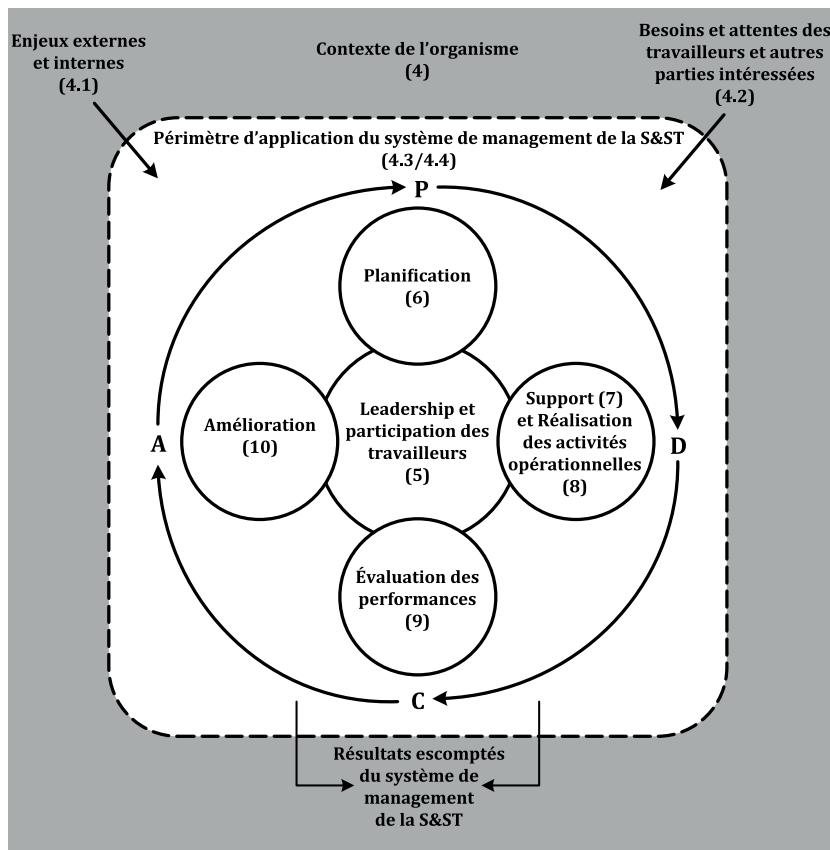 Enjeux externes
et internes
(4.1)
Contexte de l’organisme
(4)
Besoins et attentes des
travailleurs et autres
parties intéressées
(4.2)
Périmètre d’application du système de management de la S&ST
(4.3/4.4)
P
Planification
(6)
A
Amélioration
(10)
Leadership et
participation des
travailleurs
(5)
Support (7)
et Réalisation
des activités
opérationnelles
(8)
D
Évaluation des
performances
(9)
C
Résultats escomptés
du système de
management
de la S&ST